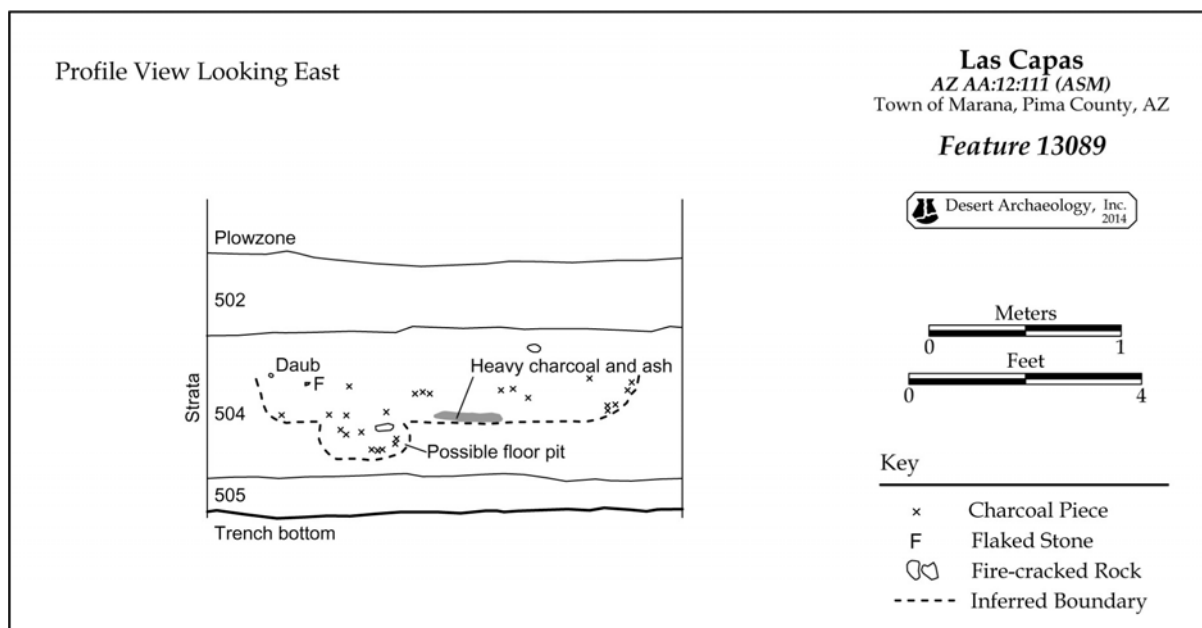 Profile View Looking East
Las Capas
AZ AA:12:111 (ASM)
Town of Marana, Pima County, AZ
Feature 13089
Desert Archaeology, Inc.
2014
Plowzone
502
Daub
F
Heavy charcoal and ash
Strata
504
Possible floor pit
505
Trench bottom
Meters
0 1
Feet
0 4
Key
× Charcoal Piece
F Flaked Stone
Fire-cracked Rock
Inferred Boundary